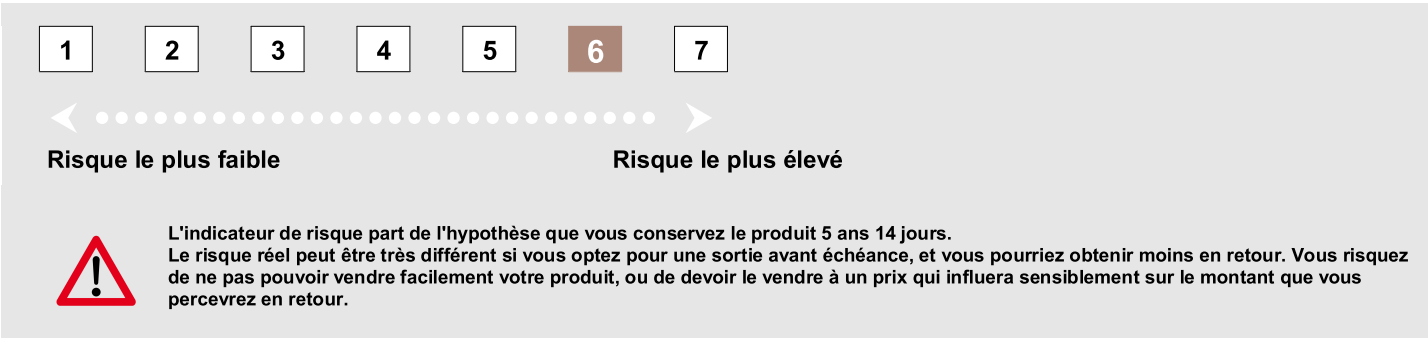 1 2 3 4 5 6 7
Risque le plus faible Risque le plus élevé
L'indicateur de risque part de l'hypothèse que vous conservez le produit 5 ans 14 jours.
Le risque réel peut être très différent si vous optez pour une sortie avant échéance, et vous pourriez obtenir moins en retour. Vous risquez
de ne pas pouvoir vendre facilement votre produit, ou de devoir le vendre à un prix qui influera sensiblement sur le montant que vous
percevrez en retour.